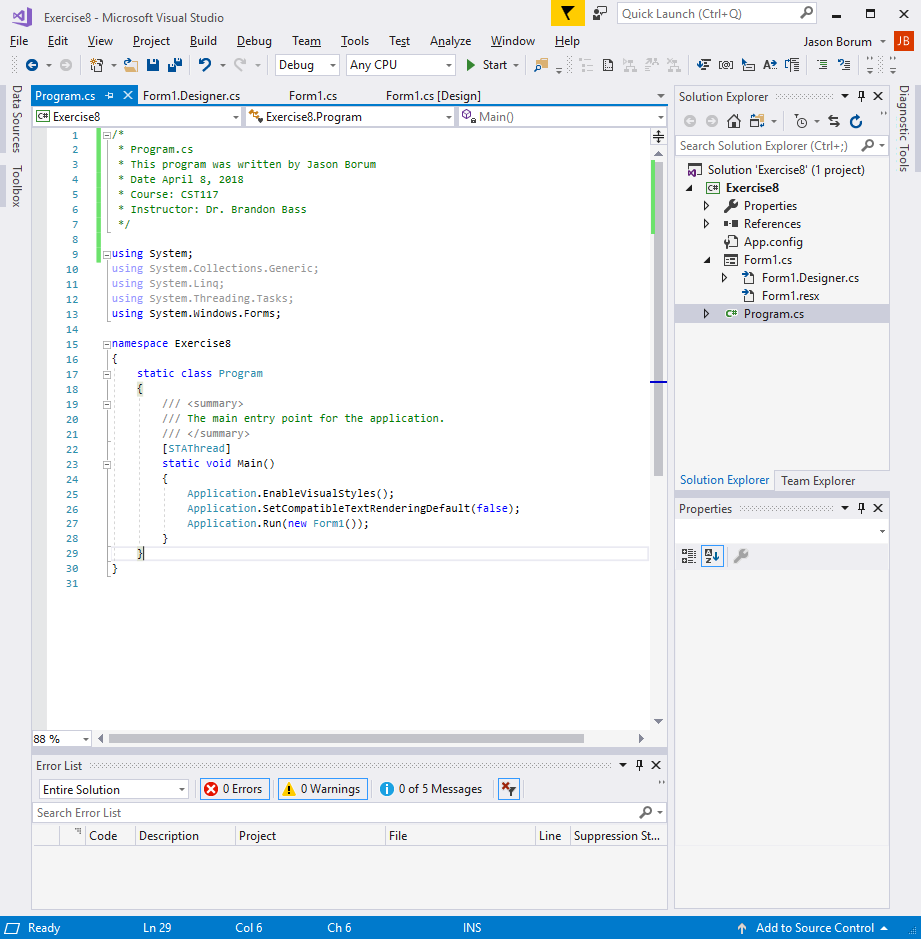 Exercise8 - Microsoft Visual Studio
Quick Launch (Ctrl+Q)
File Edit View Project Build Debug Team Tools Test Analyze Window Help
Jason Borum JB
Debug Any CPU Start
Data Sources
Toolbox
Program.cs Form1.Designer.cs Form1.cs Form1.cs [Design]
C# Exercise8 Exercise8.Program Main()
1 /*
2 * Program.cs
3 * This program was written by Jason Borum
4 * Date April 8, 2018
5 * Course: CST117
6 * Instructor: Dr. Brandon Bass
7 */
8
9 using System;
10 using System.Collections.Generic;
11 using System.Linq;
12 using System.Threading.Tasks;
13 using System.Windows.Forms;
14
15 namespace Exercise8
16 {
17 static class Program
18 {
19 /// <summary>
20 /// The main entry point for the application.
21 /// </summary>
22 [STAThread]
23 static void Main()
24 {
25 Application.EnableVisualStyles();
26 Application.SetCompatibleTextRenderingDefault(false);
27 Application.Run(new Form1());
28 }
29 }
30 }
31
88 %
Solution Explorer
Search Solution Explorer (Ctrl+;)
Solution 'Exercise8' (1 project)
C# Exercise8
Properties
References
App.config
Form1.cs
Form1.Designer.cs
Form1.resx
C# Program.cs
Solution Explorer Team Explorer
Properties
Diagnostic Tools
Error List
Entire Solution 0 Errors 0 Warnings 0 of 5 Messages
Search Error List
Code Description Project File Line Suppression St...
Ready Ln 29 Col 6 Ch 6 INS Add to Source Control